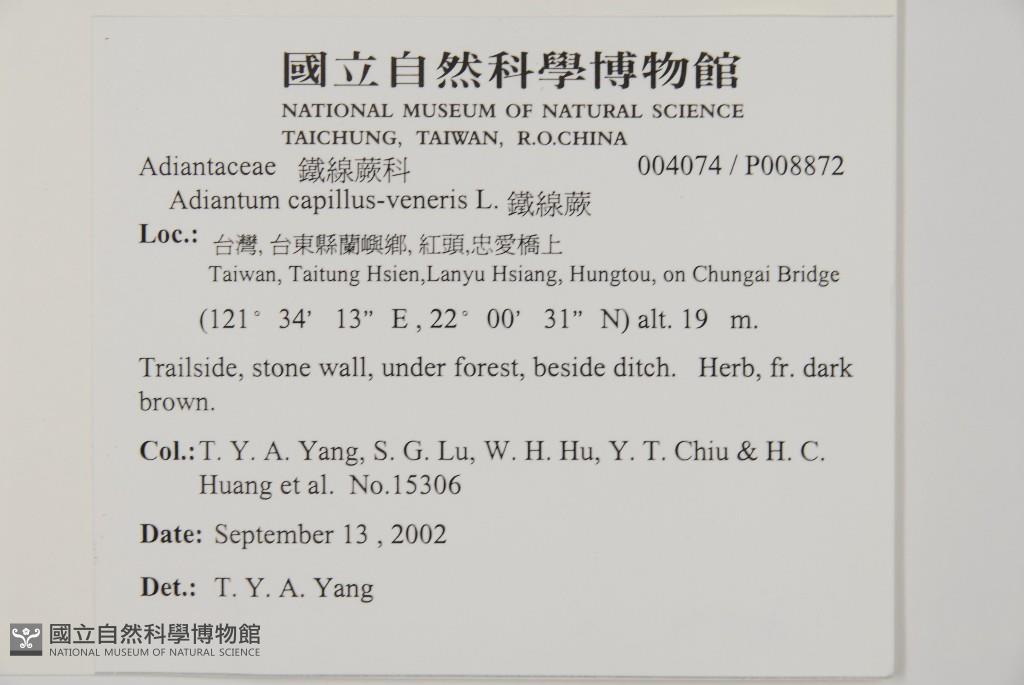 國立自然科學博物館
NATIONAL MUSEUM OF NATURAL SCIENCE
TAICHUNG, TAIWAN, R.O.CHINA
Adiantaceae 鐵線蕨科 004074 / P008872
Adiantum capillus-veneris L. 鐵線蕨
Loc.: 台灣, 台東縣蘭嶼鄉, 紅頭,忠愛橋上
Taiwan, Taitung Hsien,Lanyu Hsiang, Hungtou, on Chungai Bridge
(121° 34' 13” E , 22° 00' 31” N) alt. 19 m.
Trailside, stone wall, under forest, beside ditch. Herb, fr. dark
brown.
Col.: T. Y. A. Yang, S. G. Lu, W. H. Hu, Y. T. Chiu & H. C.
Huang et al. No.15306
Date: September 13 , 2002
Det.: T. Y. A. Yang
國立自然科學博物館
NATIONAL MUSEUM OF NATURAL SCIENCE